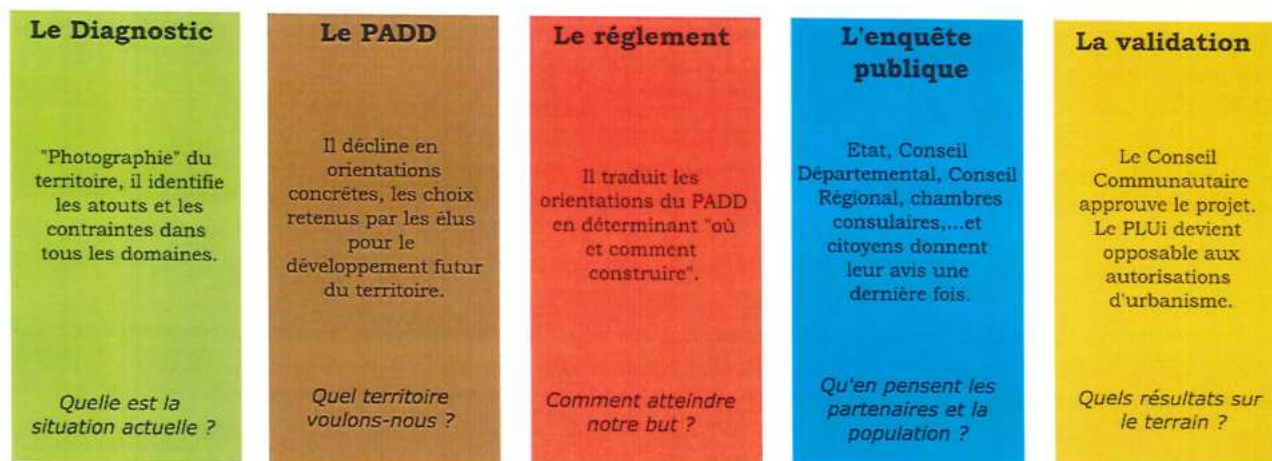 Le Diagnostic
"Photographie" du
territoire, il identifie
les atouts et les
contraintes dans
tous les domaines.
Quelle est la
situation actuelle ?
Le PADD
Il décline en
orientations
concrètes, les choix
retenus par les élus
pour le
développement futur
du territoire.
Quel territoire
voulons-nous ?
Le réglement
Il traduit les
orientations du PADD
en déterminant "où
et comment
construire".
Comment atteindre
notre but ?
L'enquête
publique
Etat, Conseil
Départemental, Conseil
Régional, chambres
consulaires,...et
citoyens donnent
leur avis une
dernière fois.
Qu'en pensent les
partenaires et la
population ?
La validation
Le Conseil
Communautaire
approuve le projet.
Le PLUi devient
opposable aux
autorisations
d'urbanisme.
Quels résultats sur
le terrain ?